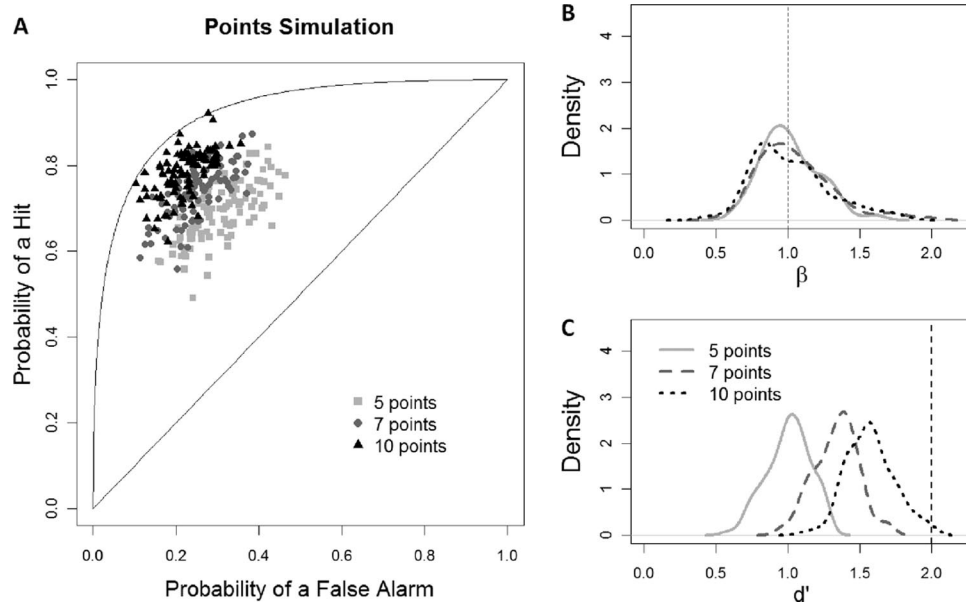 A
Points Simulation
Probability of a Hit
1.0
0.8
0.6
0.4
0.2
0.0
5 points
7 points
10 points
0.0 0.2 0.4 0.6 0.8 1.0
Probability of a False Alarm
B
Density
4
3
2
1
0
0.0 0.5 1.0 1.5 2.0
β
C
Density
4
3
2
1
0
5 points
7 points
10 points
0.0 0.5 1.0 1.5 2.0
d'